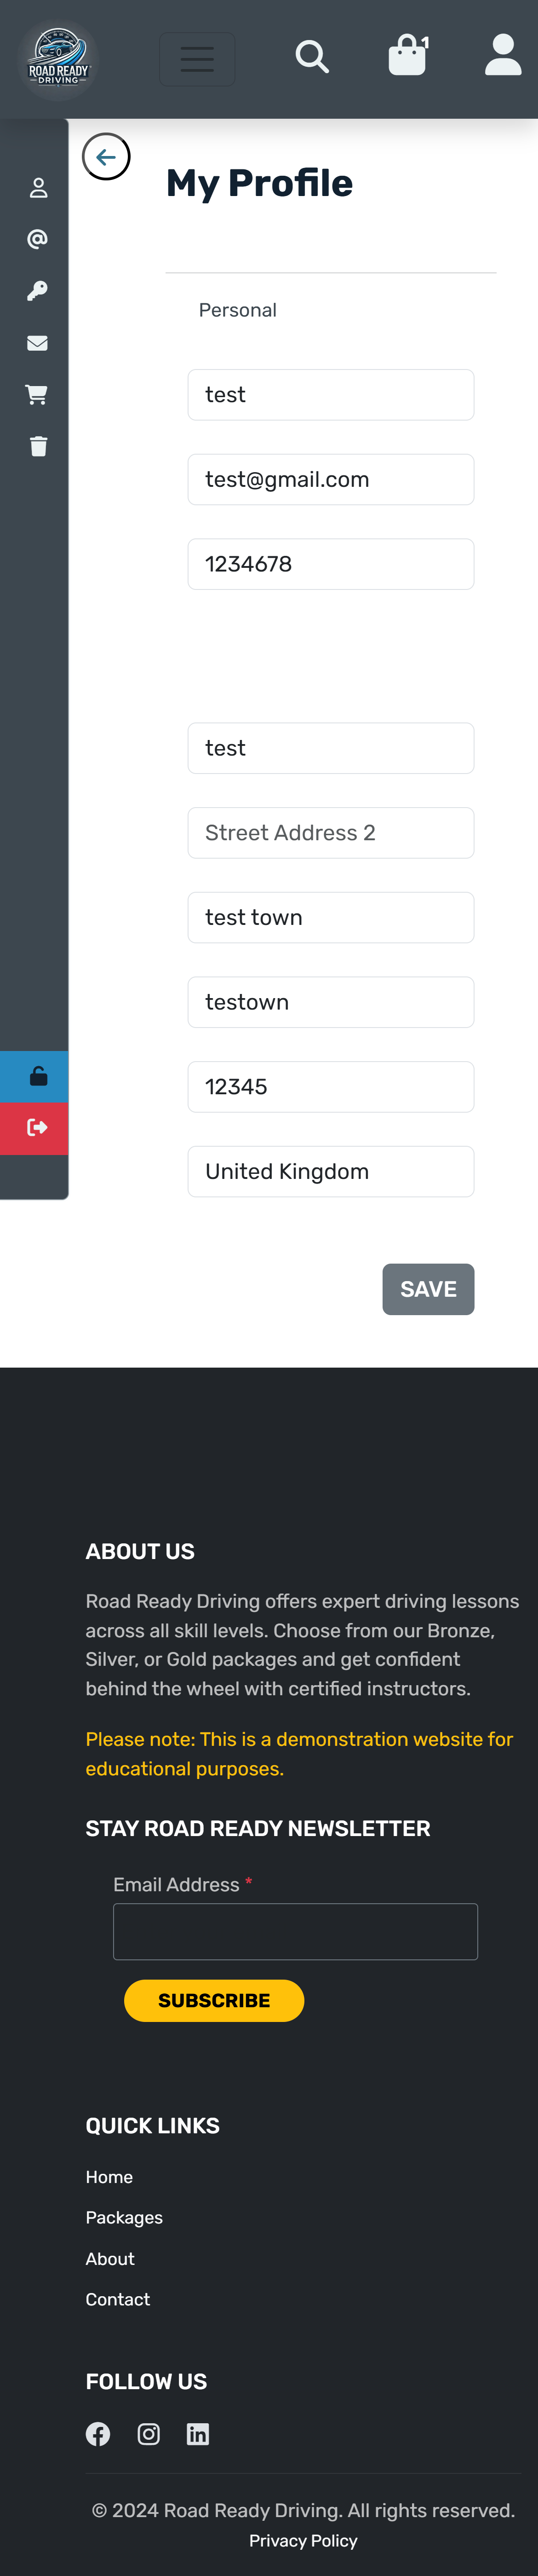 ROAD READY
DRIVING
1
My Profile
Personal
test
test@gmail.com
1234678
test
Street Address 2
test town
testown
12345
United Kingdom
SAVE
ABOUT US
Road Ready Driving offers expert driving lessons
across all skill levels. Choose from our Bronze,
Silver, or Gold packages and get confident
behind the wheel with certified instructors.
Please note: This is a demonstration website for
educational purposes.
STAY ROAD READY NEWSLETTER
Email Address *
SUBSCRIBE
QUICK LINKS
Home
Packages
About
Contact
FOLLOW US
© 2024 Road Ready Driving. All rights reserved.
Privacy Policy